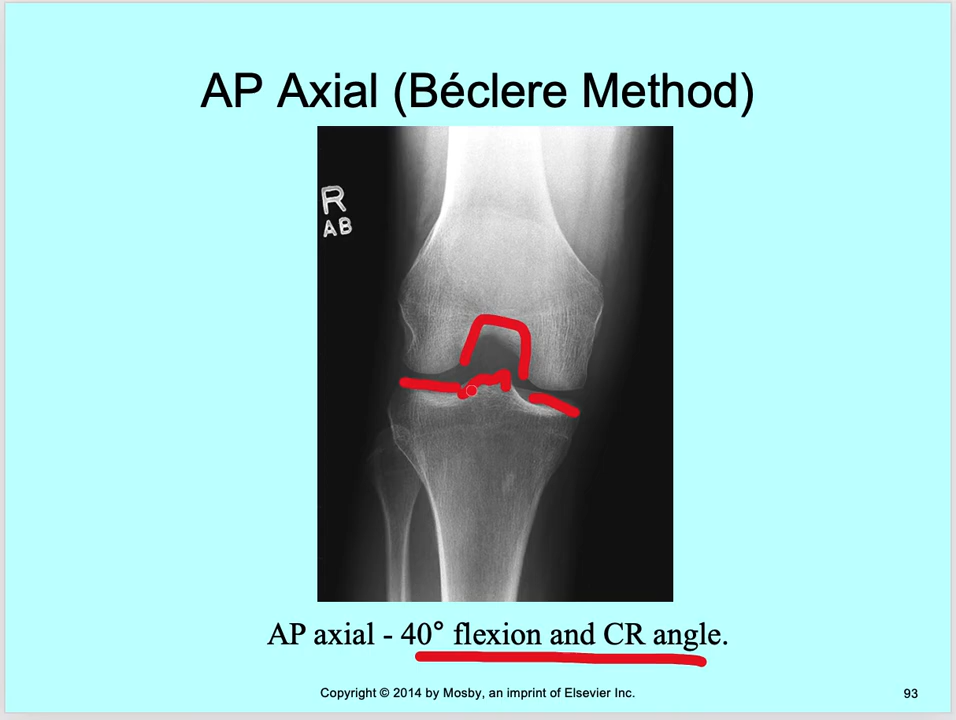 AP Axial (Béclere Method)
R
AB
AP axial - 40° flexion and CR angle.
Copyright © 2014 by Mosby, an imprint of Elsevier Inc.
93